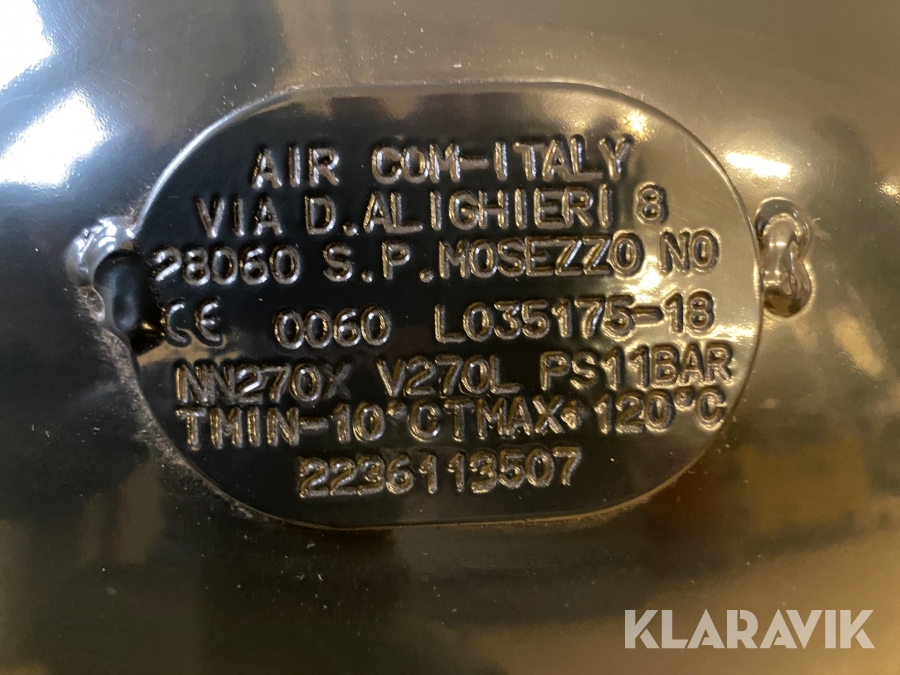 AIR COM-ITALY
VIA D.ALIGHIERI 8
28060 S.P.MOSEZZO NO
CE 0060 L035175-18
NN270X V270L PS11BAR
TMIN-10°CTMAX+120°C
2236113507
KLARAVIK